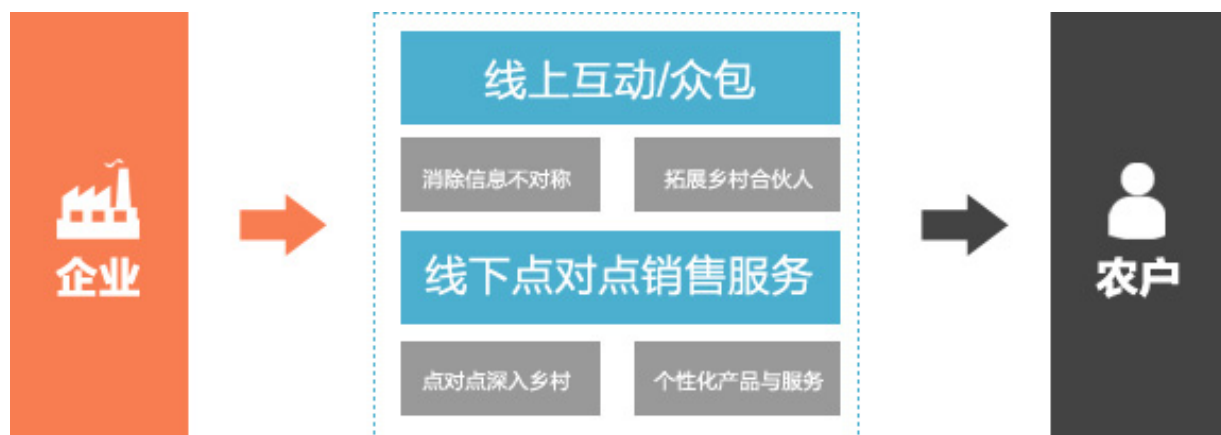 企业
线上互动/众包
消除信息不对称
拓展乡村合伙人
线下点对点销售服务
点对点深入乡村
个性化产品与服务
农户